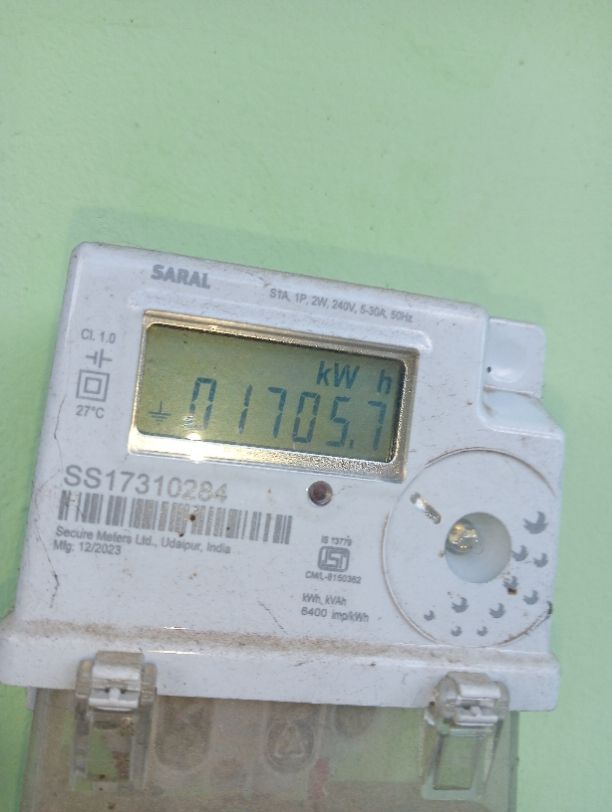 SARAL
S1A, 1P, 2W, 240V, 5-30A, 50Hz
Cl. 1.0
27°C
kW h
01705.7
SS17310284
Secure Meters Ltd., Udaipur, India
Mfg: 12/2023
IS 13779
CM/L-8150362
kWh, kVAh
6400 imp/kWh